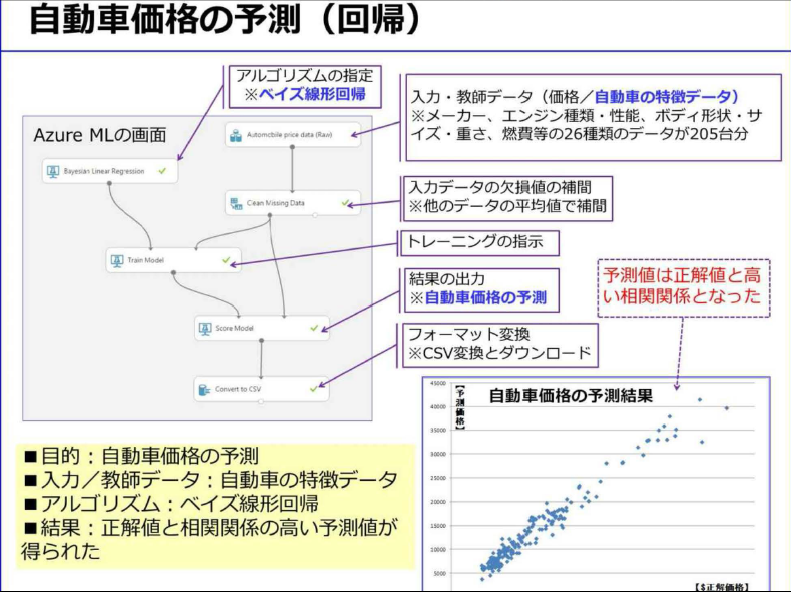 自動車価格の予測（回帰）
アルゴリズムの指定
※ベイズ線形回帰
入力・教師データ（価格／自動車の特徴データ）
※メーカー、エンジン種類・性能、ボディ形状・サ
イズ・重さ、燃費等の26種類のデータが205台分
Azure MLの画面
Automobile price data (Raw)
Bayesian Linear Regression
Clean Missing Data
入力データの欠損値の補間
※他のデータの平均値で補間
Train Model
トレーニングの指示
結果の出力
※自動車価格の予測
予測値は正解値と高
い相関関係となった
Score Model
フォーマット変換
※CSV変換とダウンロード
Convert to CSV
自動車価格の予測結果
【予測価格】
45000
40000
35000
30000
25000
20000
15000
10000
5000
【$正解価格】
■目的：自動車価格の予測
■入力／教師データ：自動車の特徴データ
■アルゴリズム：ベイズ線形回帰
■結果：正解値と相関関係の高い予測値が
得られた